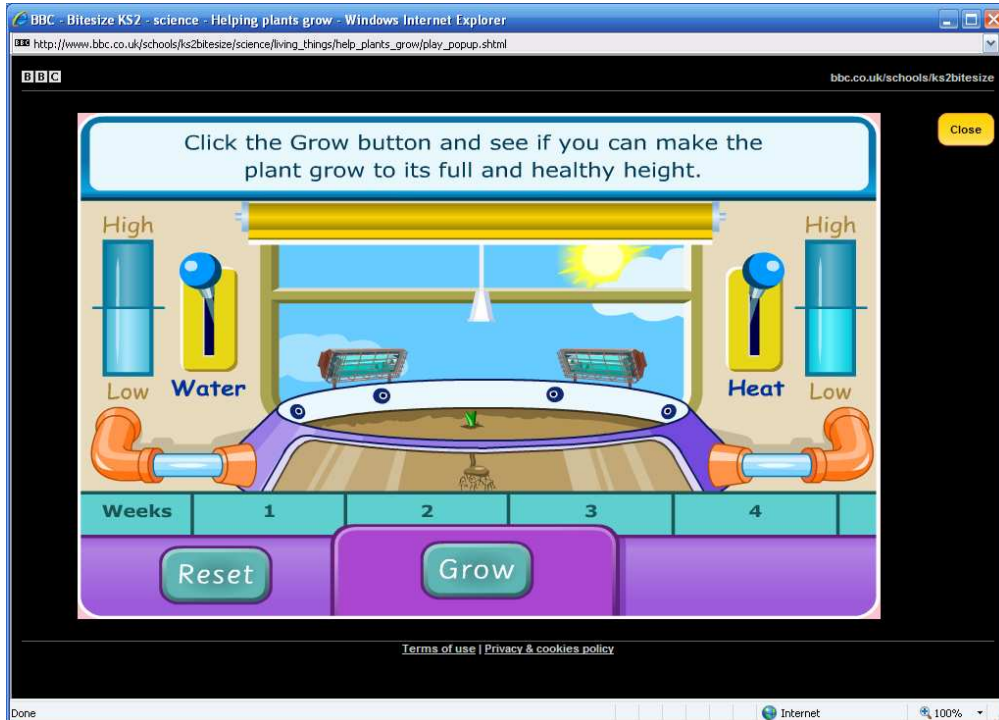 BBC - Bitesize KS2 - science - Helping plants grow - Windows Internet Explorer
http://www.bbc.co.uk/schools/ks2bitesize/science/living_things/help_plants_grow/play_popup.shtml
BBC
bbc.co.uk/schools/ks2bitesize
Close
Click the Grow button and see if you can make the
plant grow to its full and healthy height.
High
High
Low
Water
Heat
Low
Weeks 1 2 3 4
Reset
Grow
Terms of use | Privacy & cookies policy
Done
Internet
100%